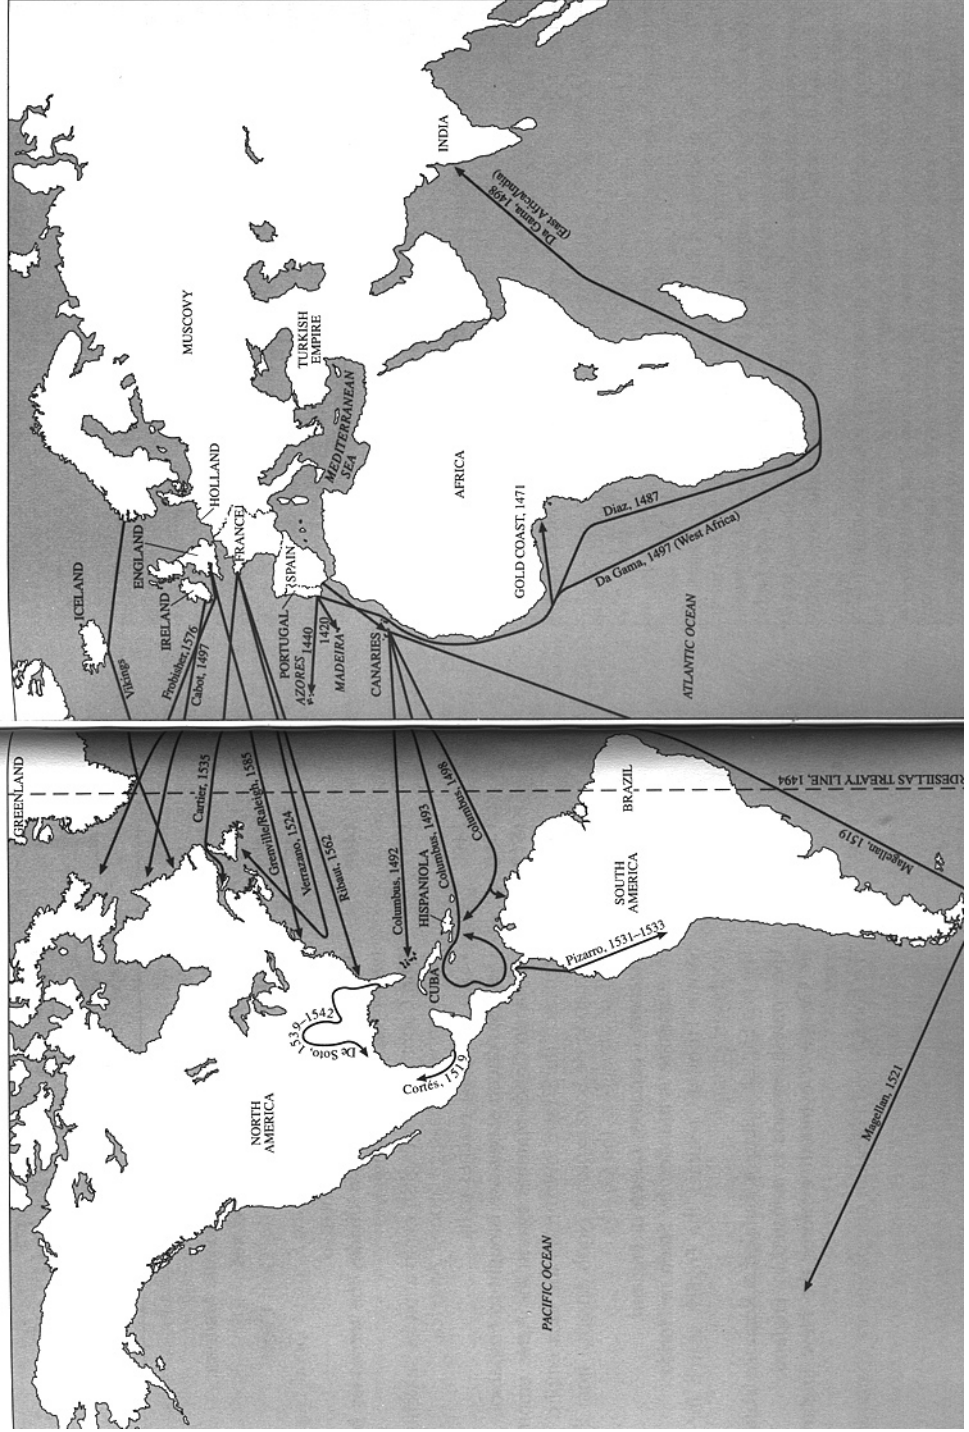 GREENLAND
ICELAND
Vikings
IRELAND
ENGLAND
HOLLAND
MUSCOVY
Frobisher, 1576
Cabot, 1497
FRANCE
Cartier, 1535
Grenville/Raleigh, 1585
Verrazano, 1524
Ribaut, 1562
PORTUGAL
SPAIN
AZORES 1440
1420
MADEIRA
CANARIES
TURKISH
EMPIRE
MEDITERRANEAN
SEA
NORTH
AMERICA
De Soto, 1539–1542
Cortés, 1519
Columbus, 1492
HISPANIOLA
Columbus, 1493
Columbus, 1498
CUBA
AFRICA
INDIA
Da Gama, 1498
(East Africa/India)
GOLD COAST, 1471
Diaz, 1487
Da Gama, 1497 (West Africa)
BRAZIL
SOUTH
AMERICA
Pizarro, 1531–1533
ATLANTIC OCEAN
PACIFIC OCEAN
RDESILLAS TREATY LINE, 1494
Magellan, 1519
Magellan, 1521